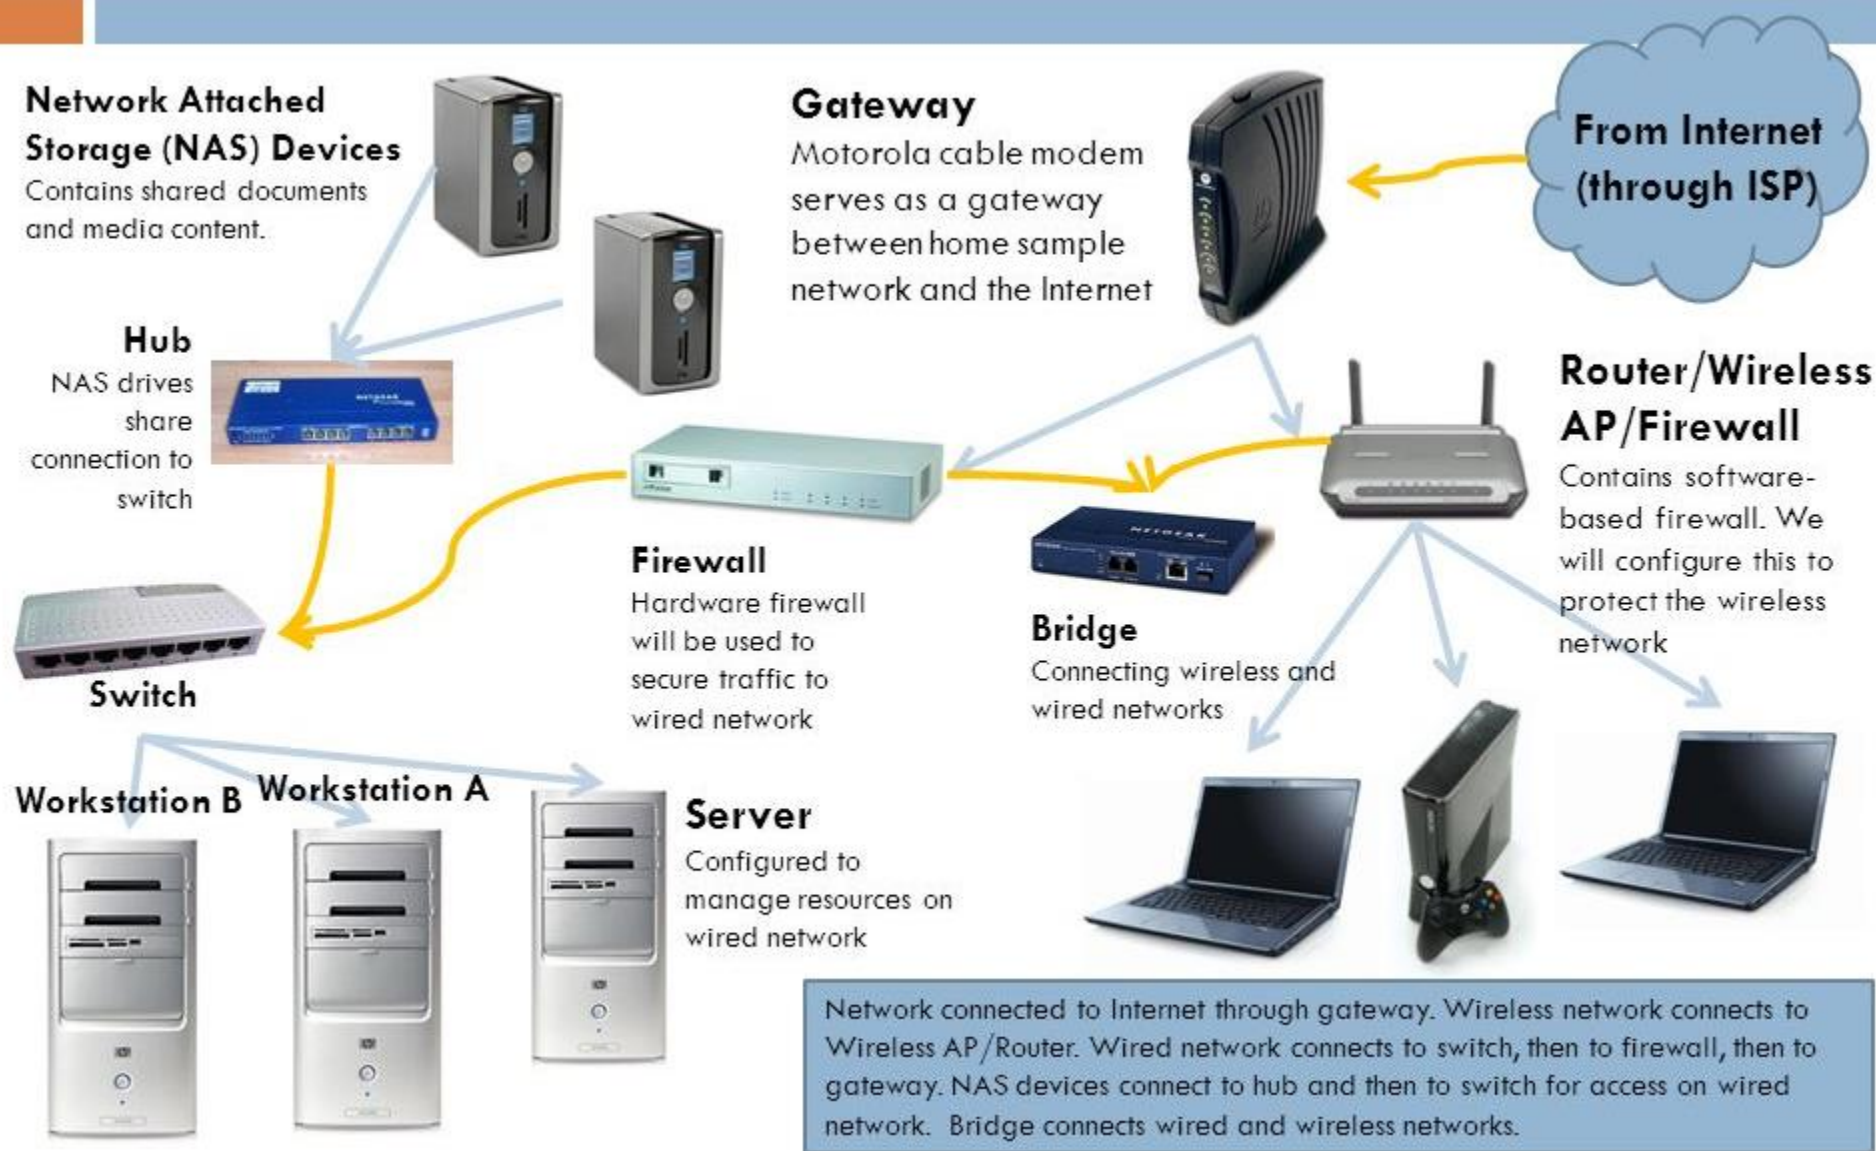 Network Attached
Storage (NAS) Devices
Contains shared documents
and media content.
Gateway
Motorola cable modem
serves as a gateway
between home sample
network and the Internet
From Internet
(through ISP)
Hub
NAS drives
share
connection to
switch
NETGEAR
Router/Wireless
AP/Firewall
Contains software-
based firewall. We
will configure this to
protect the wireless
network
Firewall
Hardware firewall
will be used to
secure traffic to
wired network
NETGEAR
Bridge
Connecting wireless and
wired networks
Switch
Workstation B
Workstation A
Server
Configured to
manage resources on
wired network
Network connected to Internet through gateway. Wireless network connects to
Wireless AP/Router. Wired network connects to switch, then to firewall, then to
gateway. NAS devices connect to hub and then to switch for access on wired
network. Bridge connects wired and wireless networks.